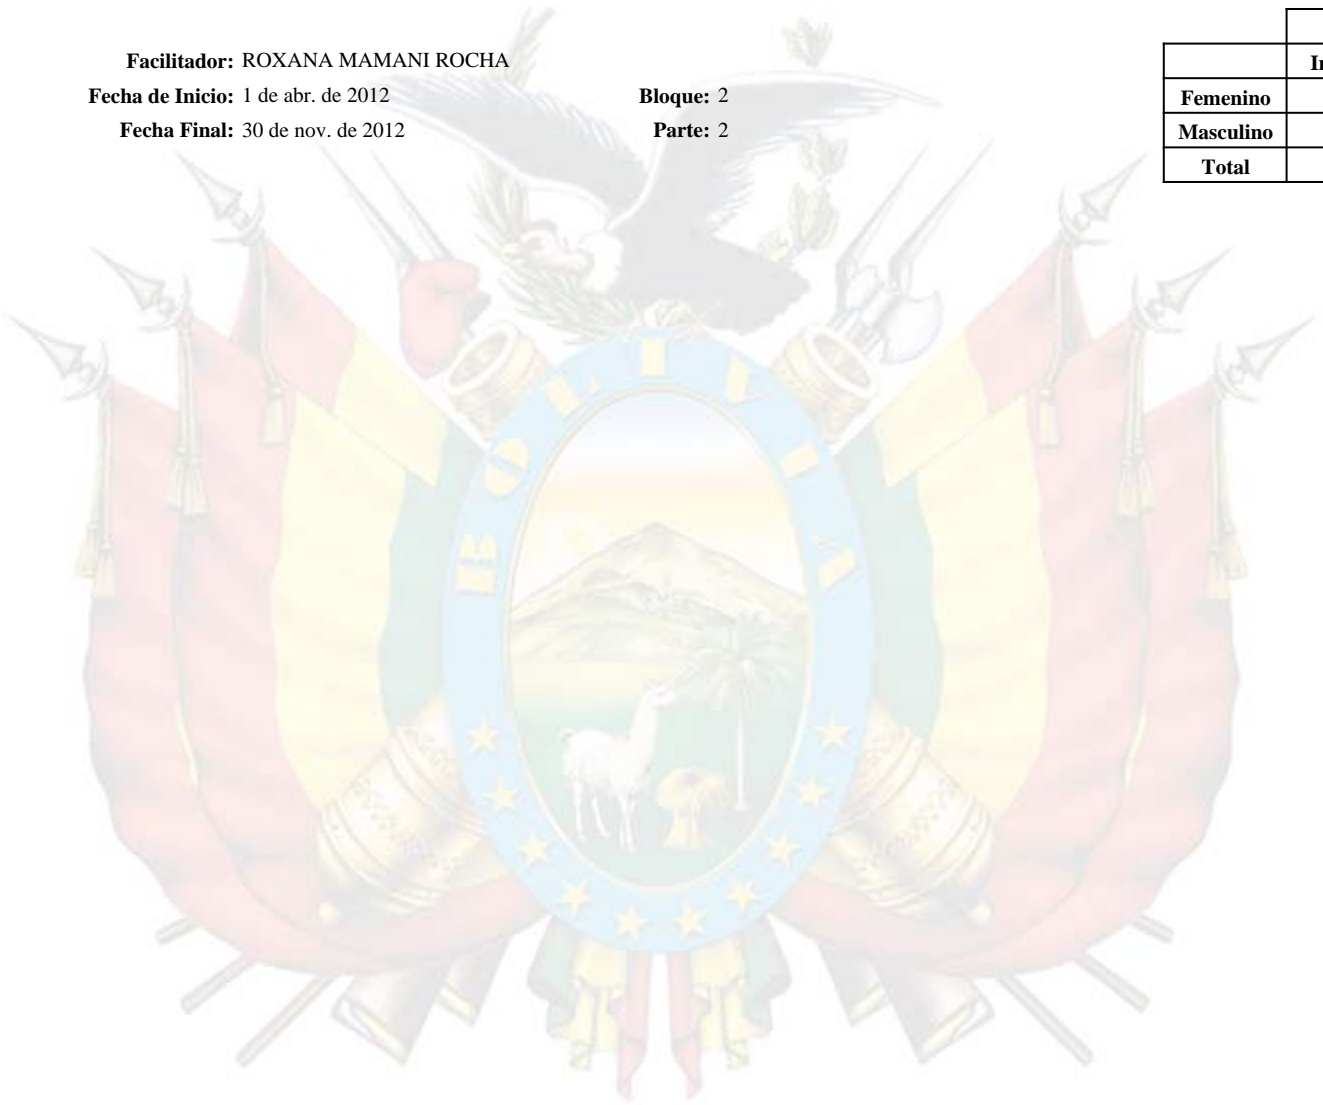 Facilitador: ROXANA MAMANI ROCHA
Fecha de Inicio: 1 de abr. de 2012 Bloque: 2
Fecha Final: 30 de nov. de 2012 Parte: 2
Femenino
Masculino
Total
BOLIVIA